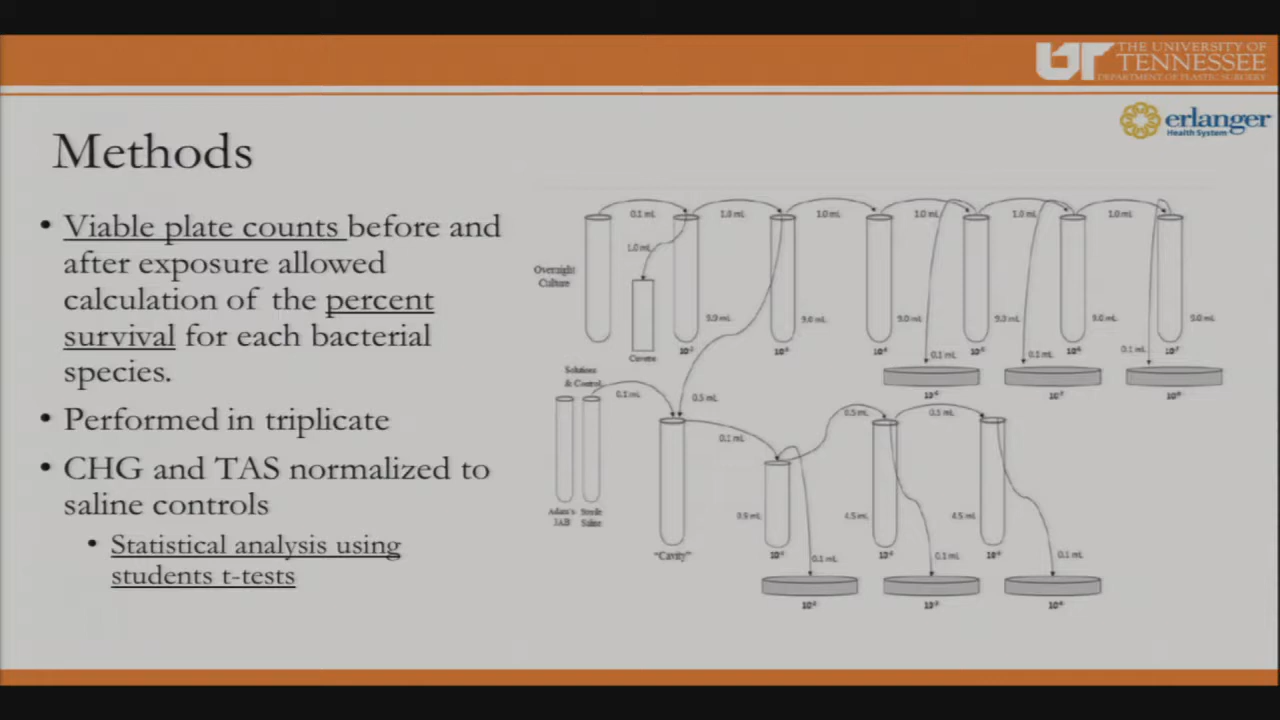 THE UNIVERSITY OF
TENNESSEE
DEPARTMENT OF PLASTIC SURGERY
erlanger
Health System
Methods
• Viable plate counts before and
after exposure allowed
calculation of the percent
survival for each bacterial
species.
• Performed in triplicate
• CHG and TAS normalized to
saline controls
• Statistical analysis using
students t-tests
0.1 mL
1.0 mL
1.0 mL
1.0 mL
1.0 mL
1.0 mL
1.0 mL
Overnight
Culture
9.0 mL
9.0 mL
9.0 mL
9.0 mL
9.0 mL
9.0 mL
Cuvette
0.1 mL
0.1 mL
0.1 mL
Solutions
& Control
0.1 mL
0.5 mL
0.1 mL
0.5 mL
0.5 mL
Sterile
Saline
0.9 mL
4.5 mL
4.5 mL
"Cavity"
0.1 mL
0.1 mL
0.1 mL